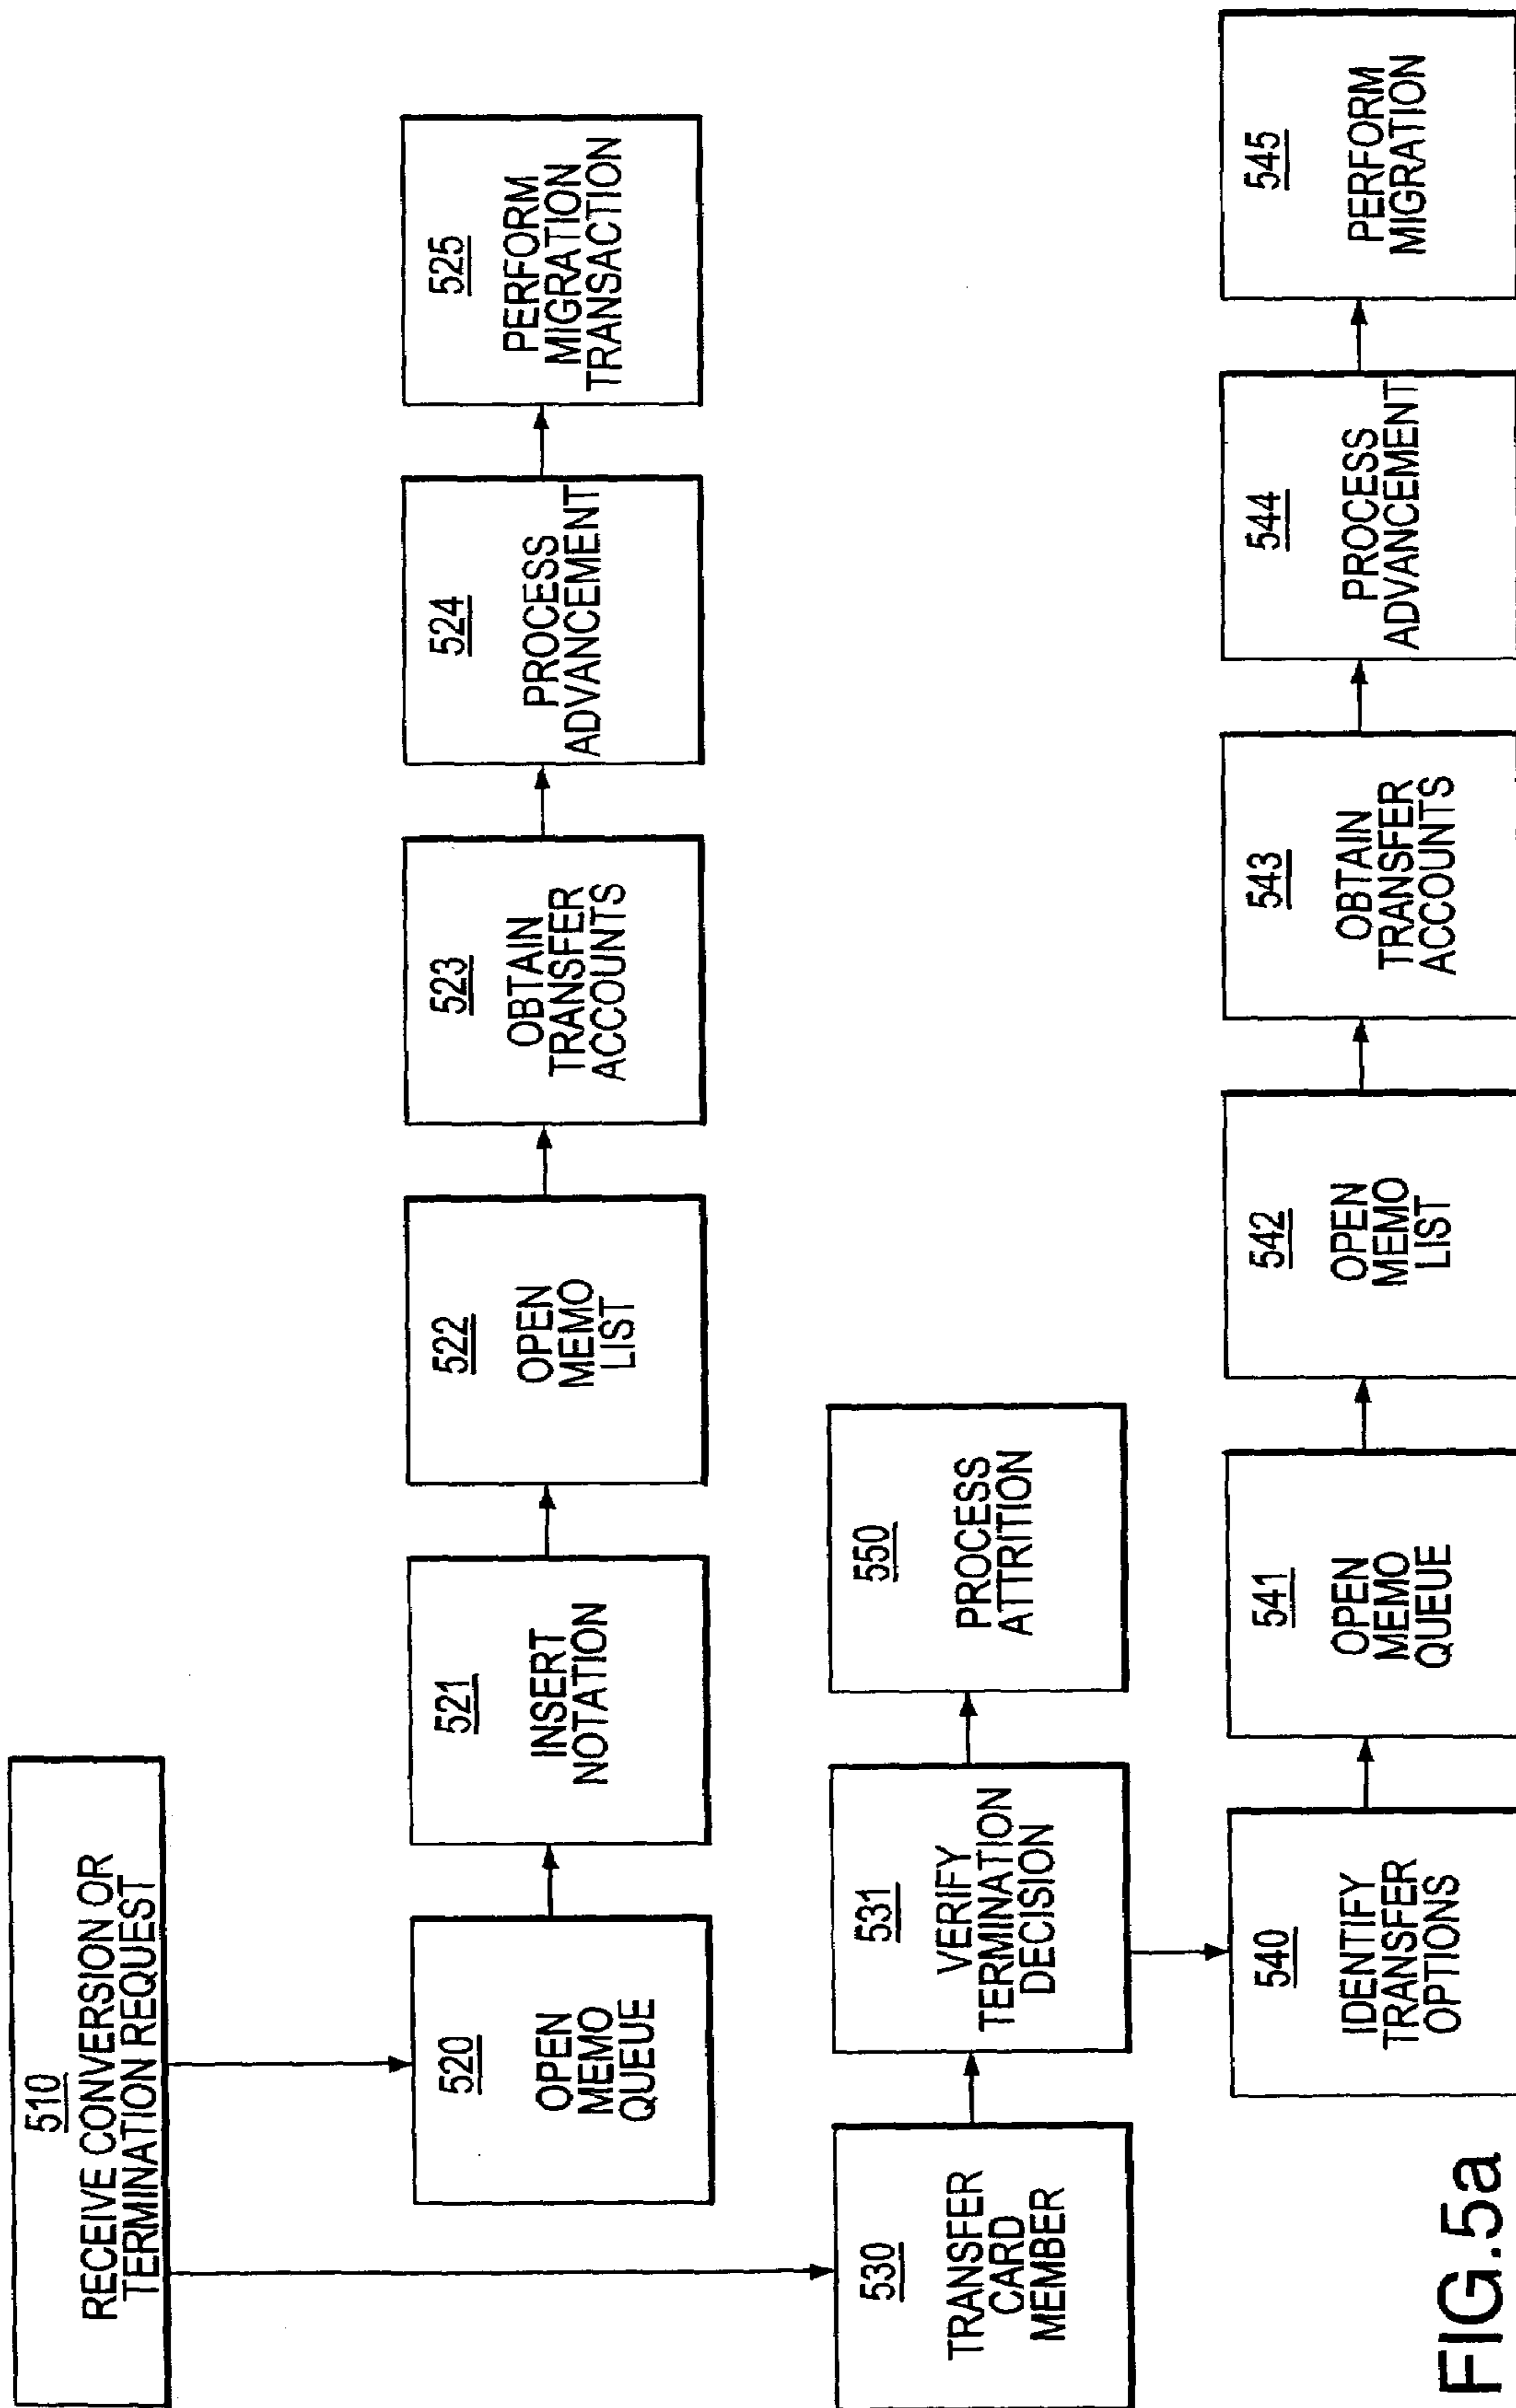 510
RECEIVE CONVERSION OR
TERMINATION REQUEST
520
OPEN
MEMO
QUEUE
521
INSERT
NOTATION
522
OPEN
MEMO
LIST
523
OBTAIN
TRANSFER
ACCOUNTS
524
PROCESS
ADVANCEMENT
525
PERFORM
MIGRATION
TRANSACTION
530
TRANSFER
CARD
MEMBER
531
VERIFY
TERMINATION
DECISION
550
PROCESS
ATTRITION
540
IDENTIFY
TRANSFER
OPTIONS
541
OPEN
MEMO
QUEUE
542
OPEN
MEMO
LIST
543
OBTAIN
TRANSFER
ACCOUNTS
544
PROCESS
ADVANCEMENT
545
PERFORM
MIGRATION
FIG.5a